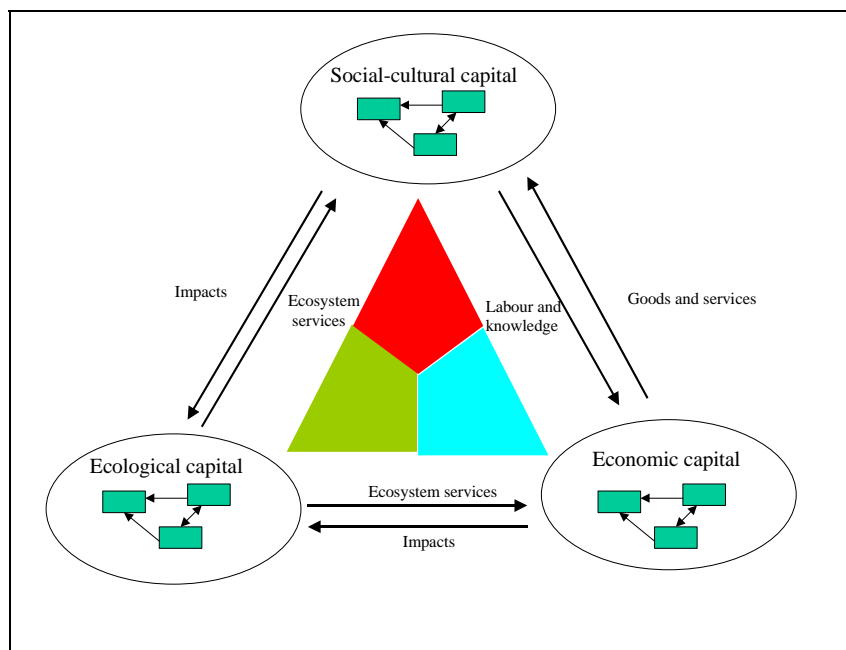 Social-cultural capital
Impacts
Ecosystem
services
Labour and
knowledge
Goods and services
Ecological capital
Economic capital
Ecosystem services
Impacts